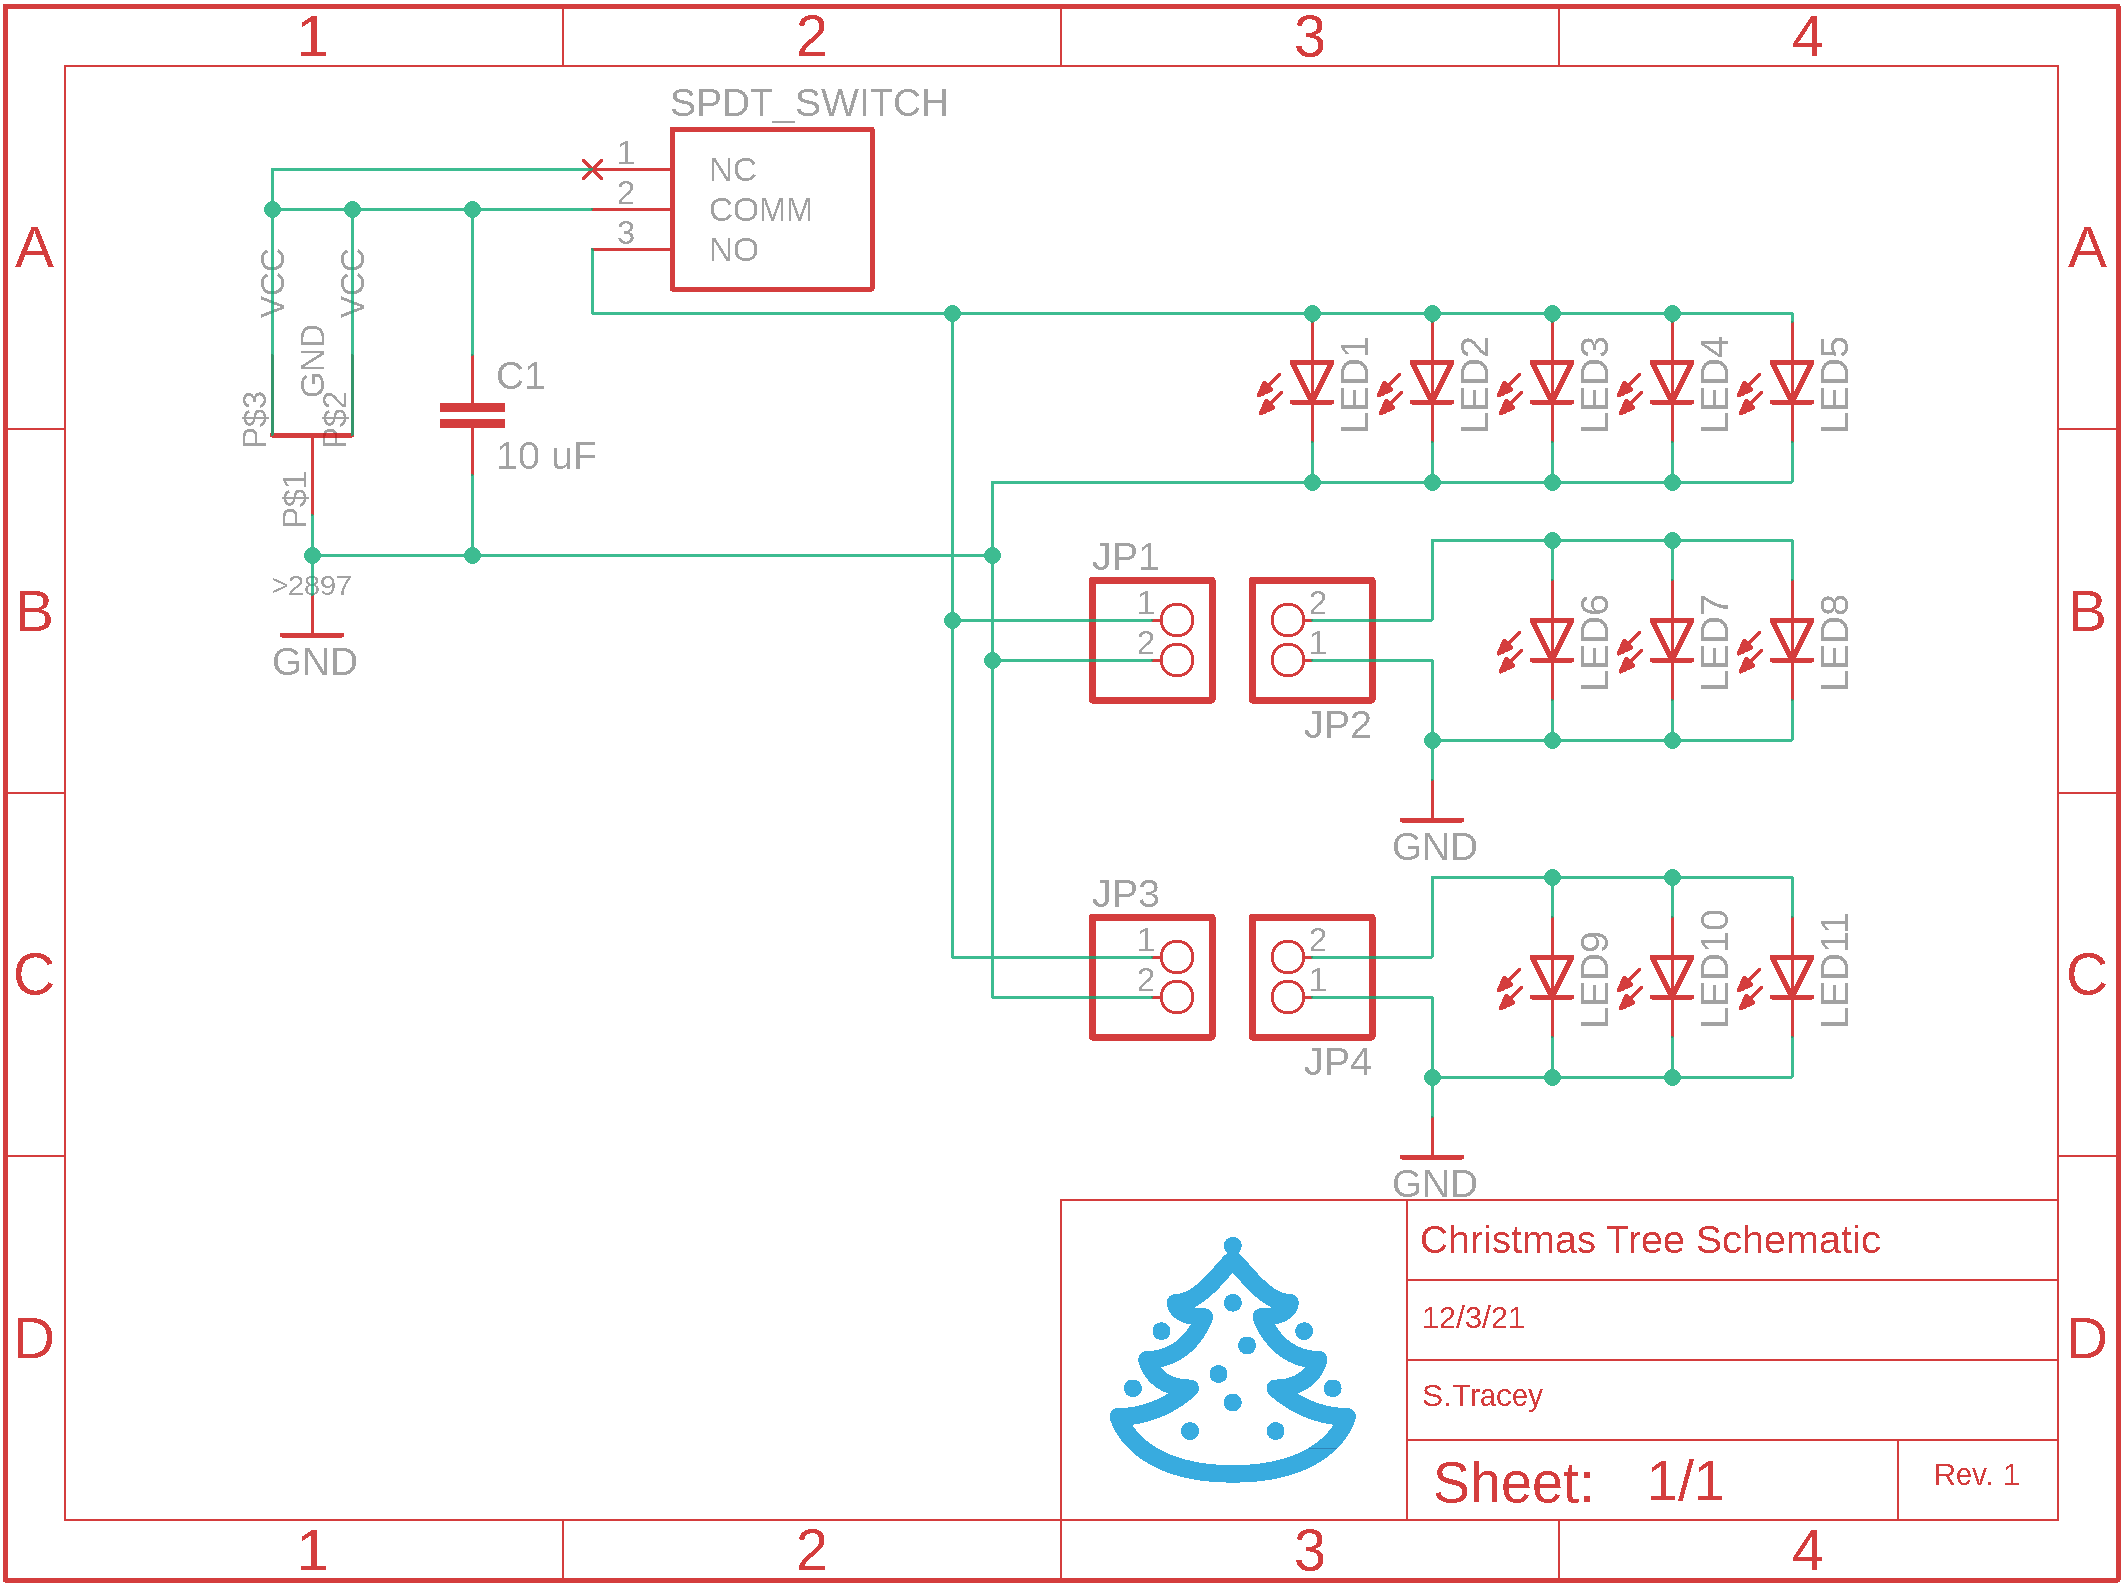 1 2 3 4
A A
B B
C C
D D
SPDT_SWITCH
1 NC
2 COMM
3 NO
VCC
VCC
GND
P$3
P$2
P$1
>2897
GND
C1
10 uF
LED1
LED2
LED3
LED4
LED5
JP1
1
2
2
1
JP2
LED6
LED7
LED8
GND
JP3
1
2
2
1
JP4
LED9
LED10
LED11
GND
Christmas Tree Schematic
12/3/21
S.Tracey
Sheet: 1/1
Rev. 1
1 2 3 4